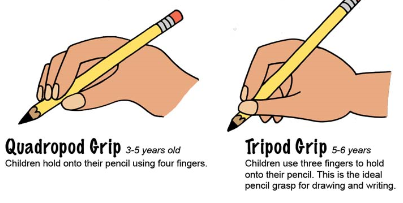 Quadropod Grip 3-5 years old
Children hold onto their pencil using four fingers.
Tripod Grip 5-6 years
Children use three fingers to hold
onto their pencil. This is the ideal
pencil grasp for drawing and writing.